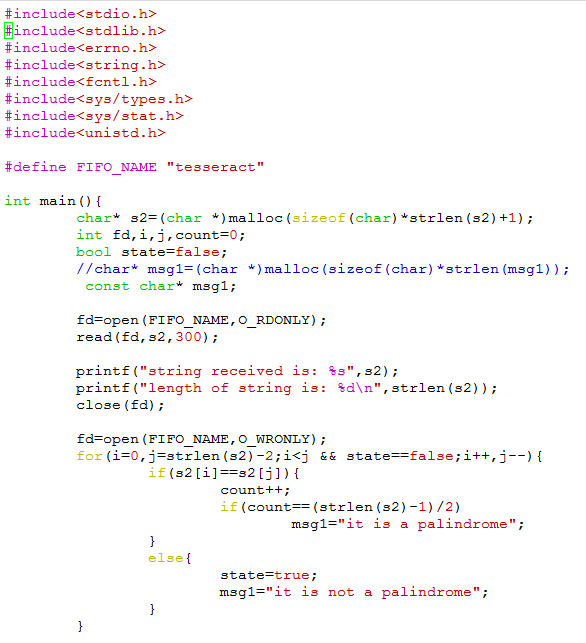 #include<stdio.h>
#include<stdlib.h>
#include<errno.h>
#include<string.h>
#include<fcntl.h>
#include<sys/types.h>
#include<sys/stat.h>
#include<unistd.h>

#define FIFO_NAME "tesseract"

int main(){
        char* s2=(char *)malloc(sizeof(char)*strlen(s2)+1);
        int fd,i,j,count=0;
        bool state=false;
        //char* msg1=(char *)malloc(sizeof(char)*strlen(msg1));
         const char* msg1;

        fd=open(FIFO_NAME,O_RDONLY);
        read(fd,s2,300);

        printf("string received is: %s",s2);
        printf("length of string is: %d\n",strlen(s2));
        close(fd);

        fd=open(FIFO_NAME,O_WRONLY);
        for(i=0,j=strlen(s2)-2;i<j && state==false;i++,j--){
                if(s2[i]==s2[j]){
                        count++;
                        if(count==(strlen(s2)-1)/2)
                                msg1="it is a palindrome";
                }
                else{
                        state=true;
                        msg1="it is not a palindrome";
                }
        }